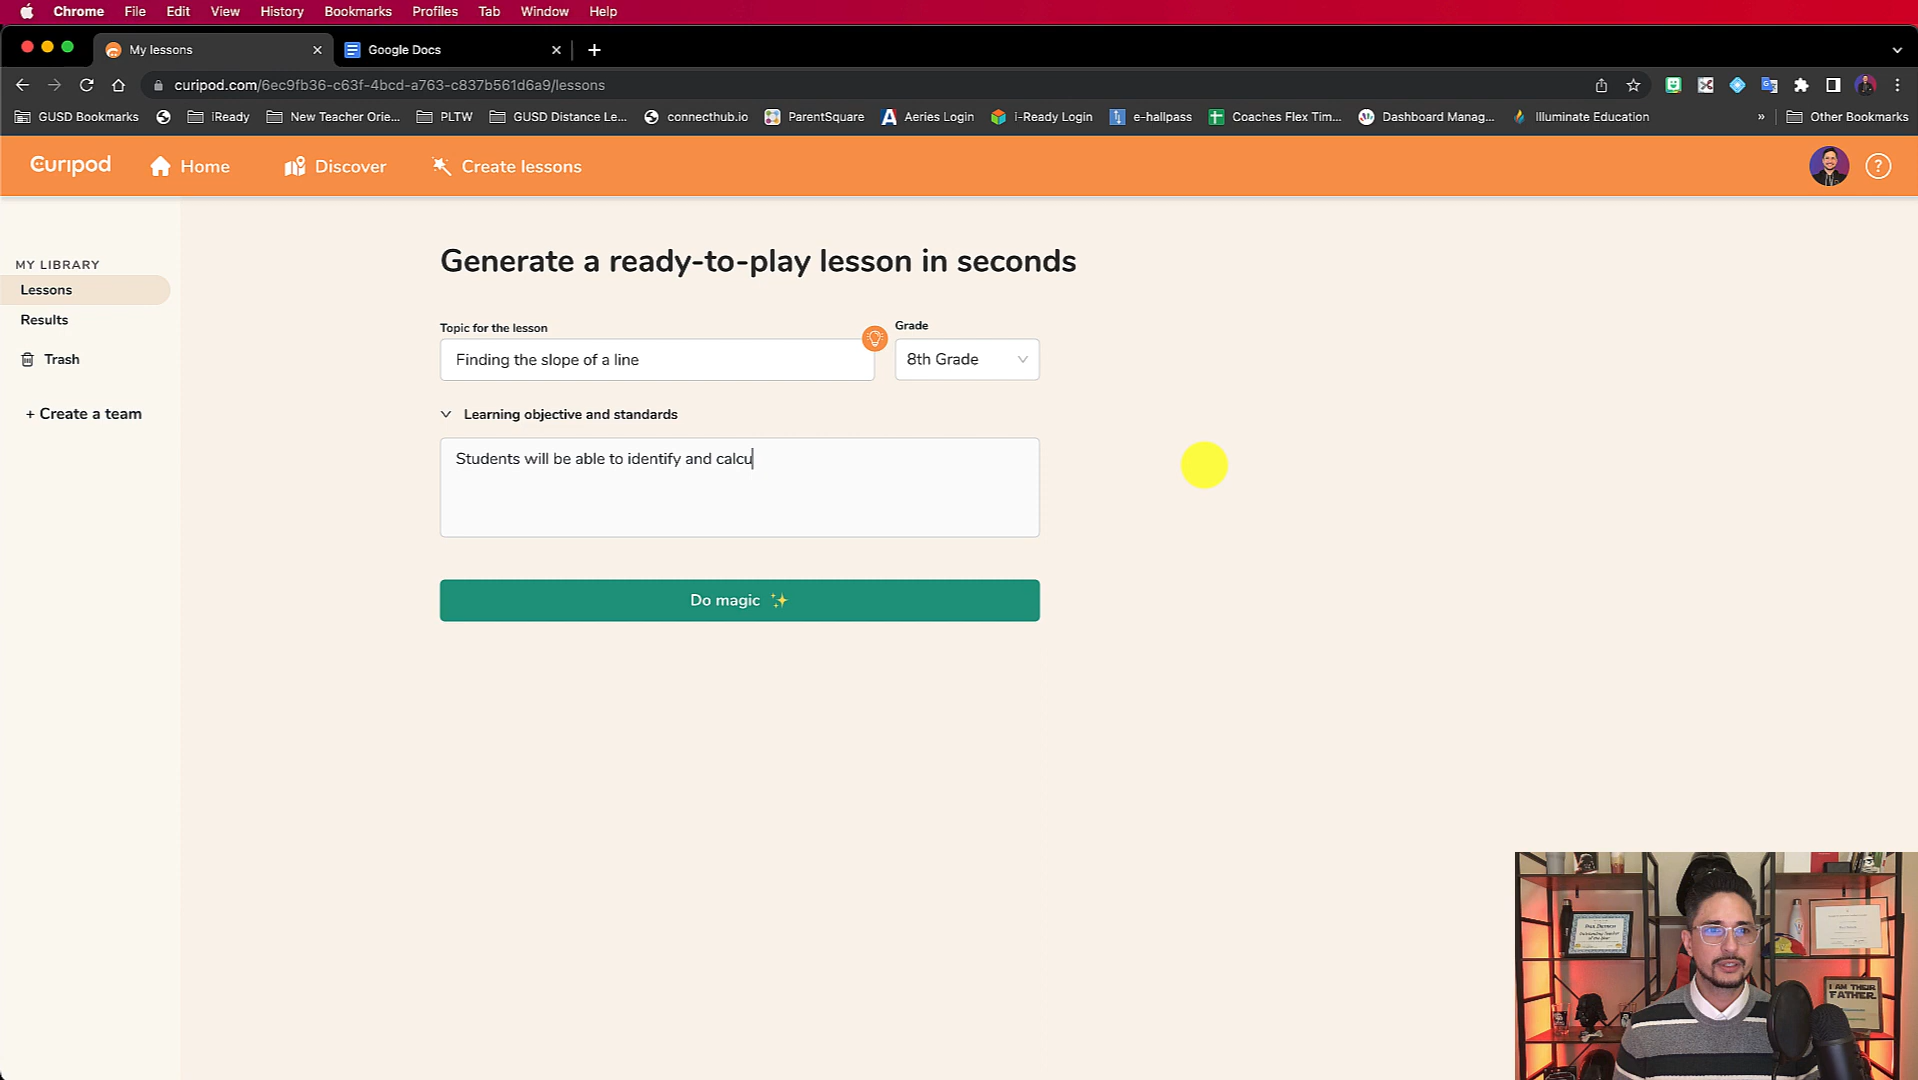 Chrome File Edit View History Bookmarks Profiles Tab Window Help
My lessons
Google Docs
curipod.com/6ec9fb36-c63f-4bcd-a763-c837b561d6a9/lessons
GUSD Bookmarks
iReady
New Teacher Orie...
PLTW
GUSD Distance Le...
connecthub.io
ParentSquare
Aeries Login
i-Ready Login
e-hallpass
Coaches Flex Tim...
Dashboard Manag...
Illuminate Education
»
Other Bookmarks
Curipod
Home
Discover
Create lessons
?
MY LIBRARY
Lessons
Results
Trash
+ Create a team
Generate a ready-to-play lesson in seconds
Topic for the lesson
Grade
Finding the slope of a line
8th Grade
Learning objective and standards
Students will be able to identify and calcu
Do magic
I AM THEIR
FATHER.